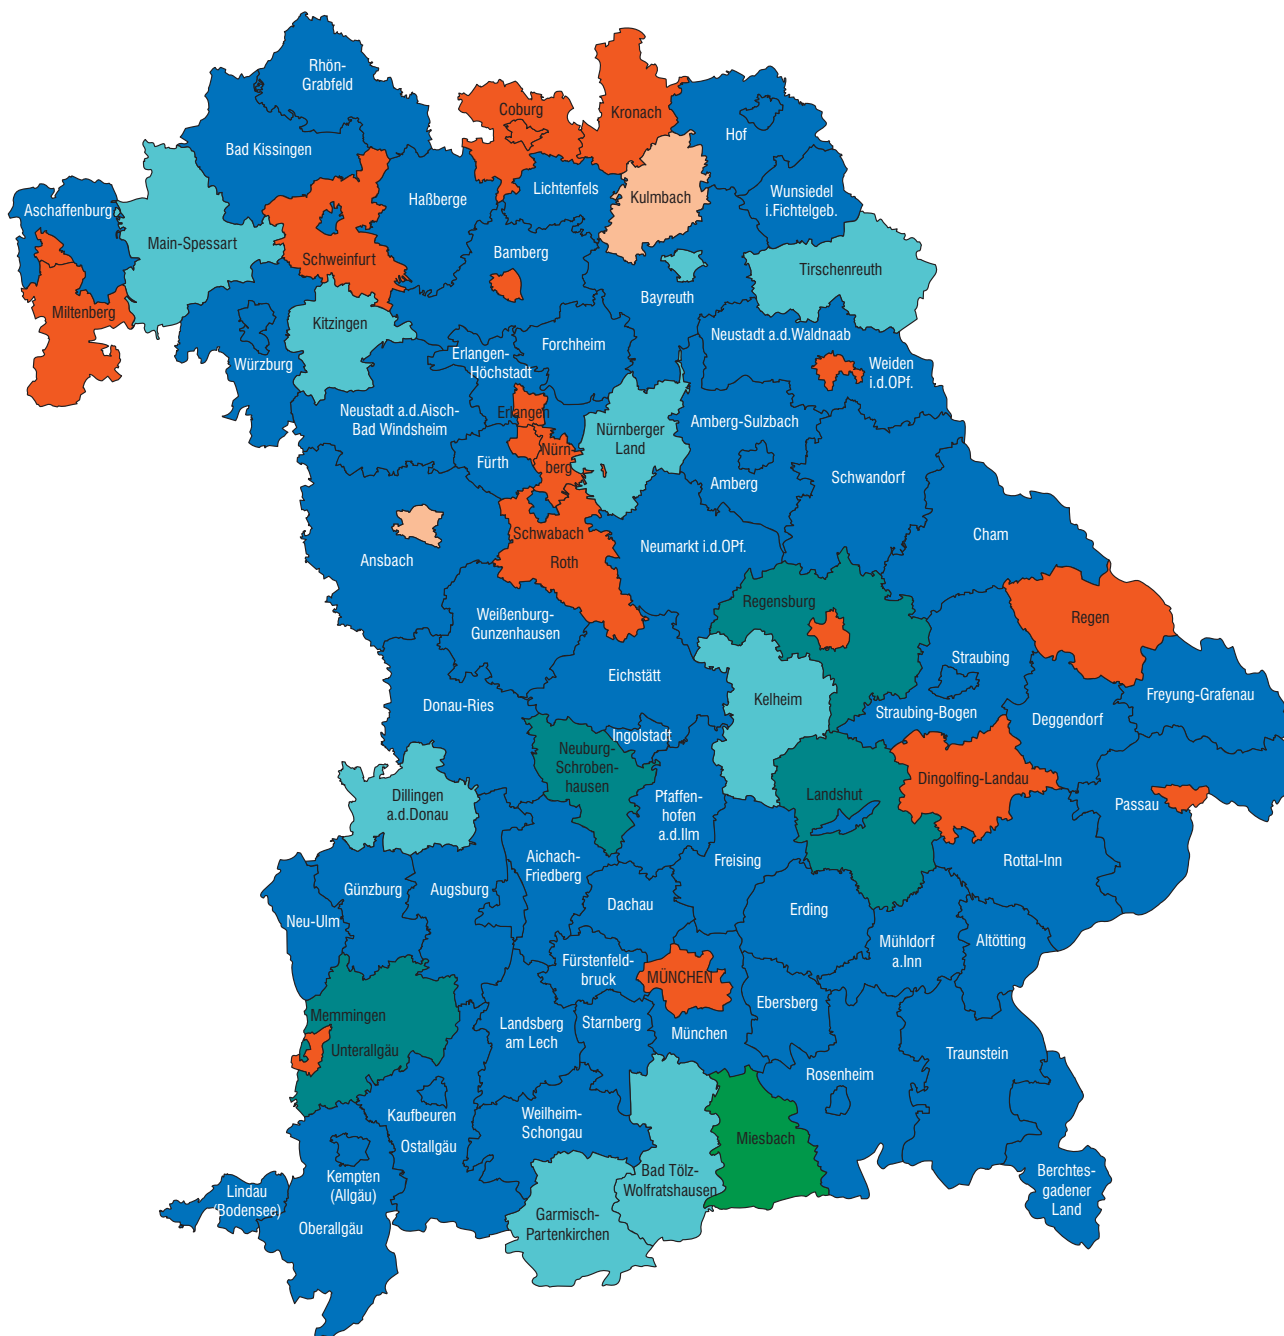 Rhön-
Grabfeld
Coburg
Kronach
Hof
Bad Kissingen
Lichtenfels
Kulmbach
Wunsiedel
i.Fichtelgeb.
Haßberge
Aschaffenburg
Main-Spessart
Schweinfurt
Bamberg
Tirschenreuth
Bayreuth
Miltenberg
Kitzingen
Neustadt a.d.Waldnaab
Würzburg
Erlangen-
Höchstadt
Forchheim
Weiden
i.d.OPf.
Neustadt a.d.Aisch-
Bad Windsheim
Erlangen
Nürnberger
Land
Amberg-Sulzbach
Fürth
Nürn-
berg
Amberg
Schwandorf
Ansbach
Schwabach
Roth
Neumarkt i.d.OPf.
Cham
Weißenburg-
Gunzenhausen
Regensburg
Regen
Straubing
Eichstätt
Kelheim
Freyung-Grafenau
Donau-Ries
Straubing-Bogen
Deggendorf
Ingolstadt
Neuburg-
Schroben-
hausen
Dingolfing-Landau
Dillingen
a.d.Donau
Pfaffen-
hofen
a.d.Ilm
Landshut
Passau
Aichach-
Friedberg
Freising
Rottal-Inn
Günzburg
Augsburg
Dachau
Erding
Neu-Ulm
Mühldorf
a.Inn
Altötting
Fürstenfeld-
bruck
MÜNCHEN
Ebersberg
Memmingen
Unterallgäu
Landsberg
am Lech
Starnberg
München
Traunstein
Rosenheim
Kaufbeuren
Ostallgäu
Weilheim-
Schongau
Miesbach
Bad Tölz-
Wolfratshausen
Kempten
(Allgäu)
Lindau
(Bodensee)
Oberallgäu
Garmisch-
Partenkirchen
Berchtes-
gadener
Land